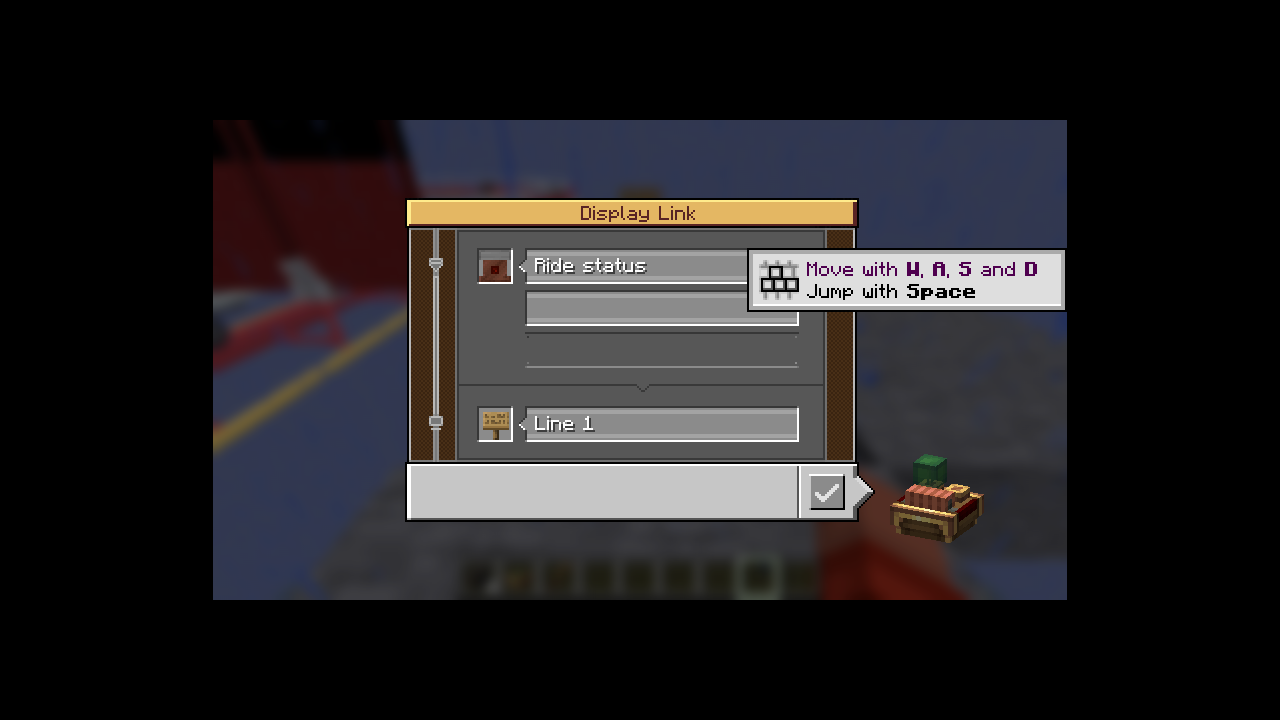 Display Link
Ride status
Move with W, A, S and D
Jump with Space
Line 1